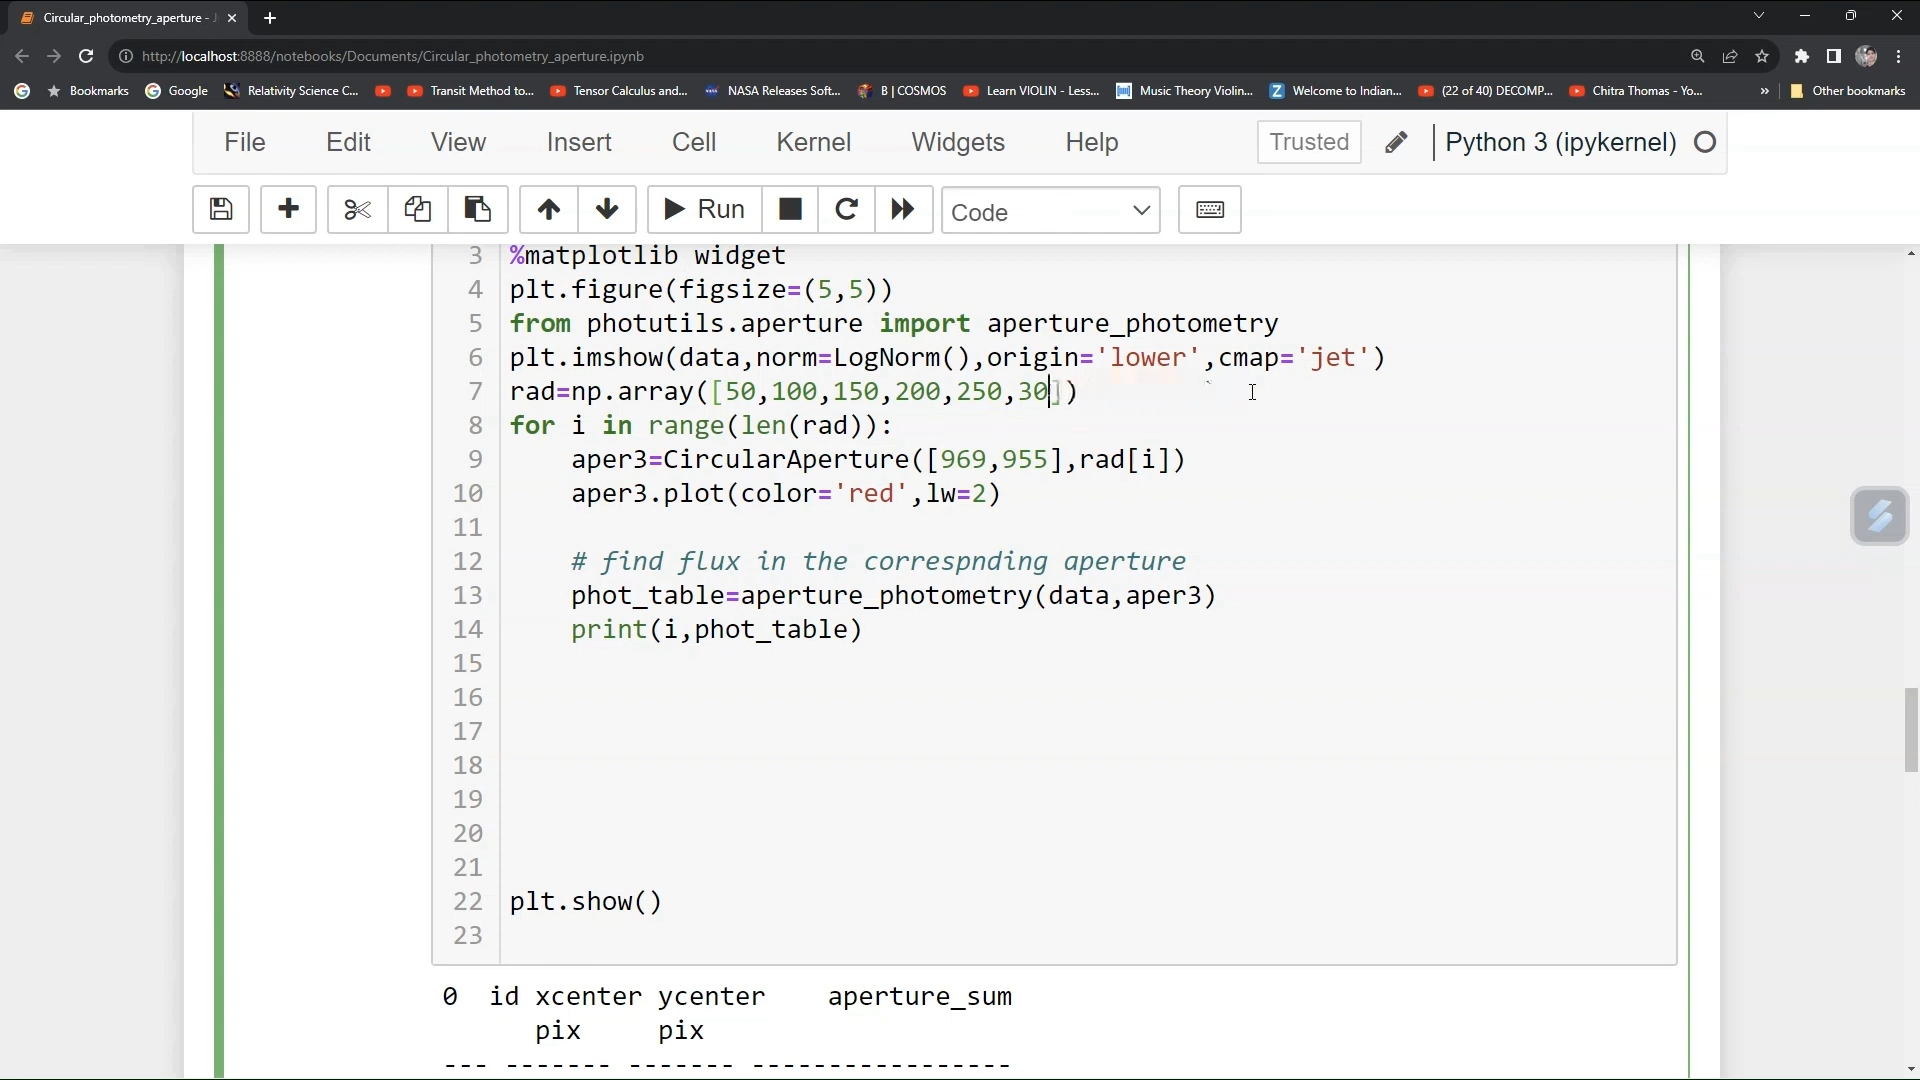 Circular_photometry_aperture - J
http://localhost:8888/notebooks/Documents/Circular_photometry_aperture.ipynb
Bookmarks Google Relativity Science C... Transit Method to... Tensor Calculus and... NASA Releases Soft... B | COSMOS Learn VIOLIN - Less... Music Theory Violin... Welcome to Indian... (22 of 40) DECOMP... Chitra Thomas - Yo... » Other bookmarks
File Edit View Insert Cell Kernel Widgets Help Trusted Python 3 (ipykernel)
Run Code
3 %matplotlib widget
4 plt.figure(figsize=(5,5))
5 from photutils.aperture import aperture_photometry
6 plt.imshow(data,norm=LogNorm(),origin='lower',cmap='jet')
7 rad=np.array([50,100,150,200,250,30])
8 for i in range(len(rad)):
9     aper3=CircularAperture([969,955],rad[i])
10     aper3.plot(color='red',lw=2)
11
12     # find flux in the correspnding aperture
13     phot_table=aperture_photometry(data,aper3)
14     print(i,phot_table)
15
16
17
18
19
20
21
22 plt.show()
23
0  id xcenter ycenter    aperture_sum
pix     pix
--- ------- ------- -----------------